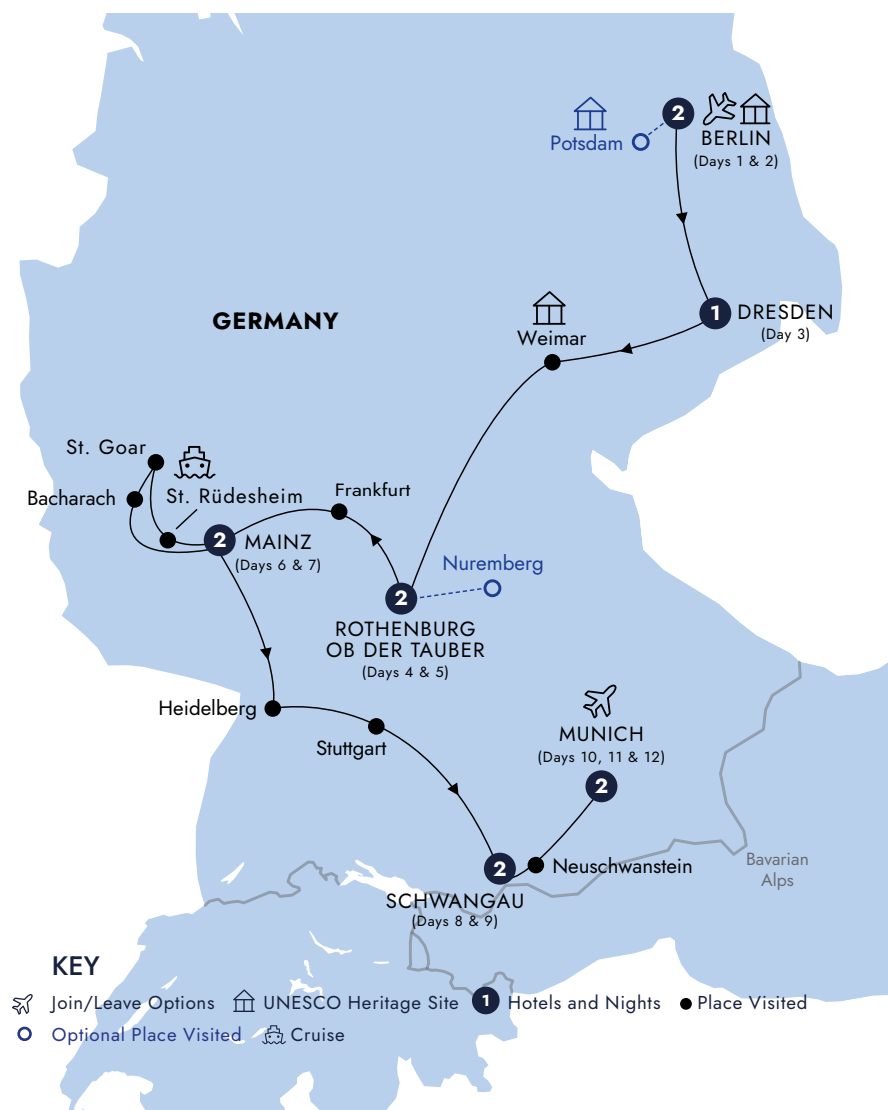 2
Potsdam
BERLIN
(Days 1 & 2)
1
DRESDEN
(Day 3)
GERMANY
Weimar
St. Goar
Bacharach
St. Rüdesheim
Frankfurt
2
MAINZ
(Days 6 & 7)
Nuremberg
2
ROTHENBURG
OB DER TAUBER
(Days 4 & 5)
Heidelberg
Stuttgart
MUNICH
(Days 10, 11 & 12)
2
2
Neuschwanstein
Bavarian
Alps
SCHWANGAU
(Days 8 & 9)
KEY
Join/Leave Options UNESCO Heritage Site 1 Hotels and Nights Place Visited
Optional Place Visited Cruise